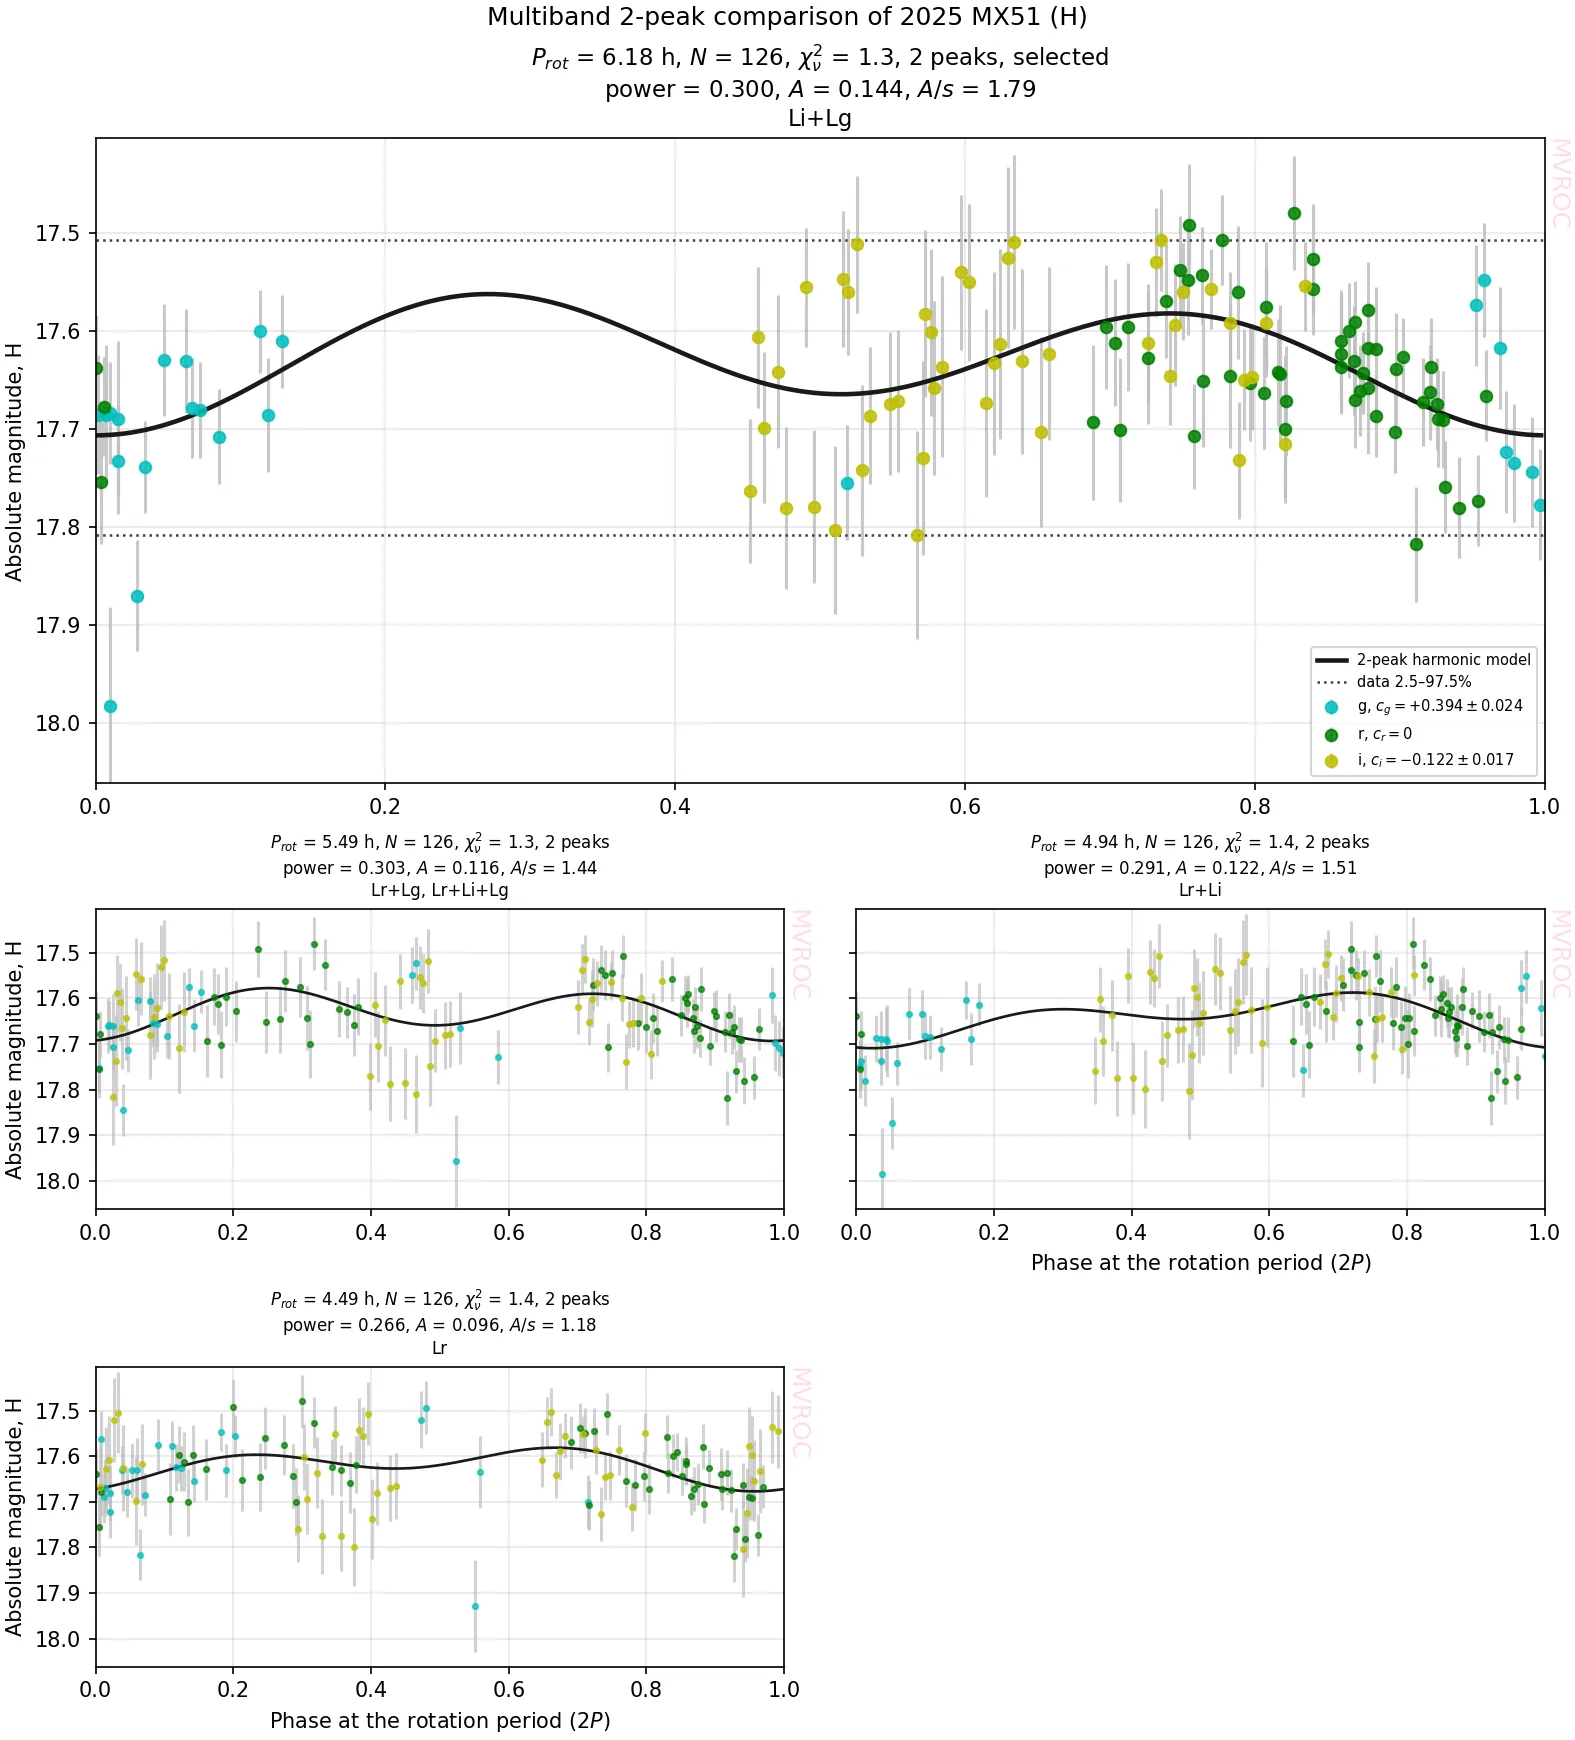 Multiband 2-peak comparison of 2025 MX51 (H)
P_rot = 6.18 h, N = 126, χ²_ν = 1.3, 2 peaks, selected
power = 0.300, A = 0.144, A/s = 1.79
Li+Lg
MVROC
Absolute magnitude, H
17.5
17.6
17.7
17.8
17.9
18.0
2-peak harmonic model
data 2.5–97.5%
g, c_g = +0.394 ± 0.024
r, c_r = 0
i, c_i = −0.122 ± 0.017
0.0 0.2 0.4 0.6 0.8 1.0
P_rot = 5.49 h, N = 126, χ²_ν = 1.3, 2 peaks
power = 0.303, A = 0.116, A/s = 1.44
Lr+Lg, Lr+Li+Lg
MVROC
Absolute magnitude, H
17.5
17.6
17.7
17.8
17.9
18.0
0.0 0.2 0.4 0.6 0.8 1.0
P_rot = 4.94 h, N = 126, χ²_ν = 1.4, 2 peaks
power = 0.291, A = 0.122, A/s = 1.51
Lr+Li
MVROC
0.0 0.2 0.4 0.6 0.8 1.0
Phase at the rotation period (2P)
P_rot = 4.49 h, N = 126, χ²_ν = 1.4, 2 peaks
power = 0.266, A = 0.096, A/s = 1.18
Lr
MVROC
Absolute magnitude, H
17.5
17.6
17.7
17.8
17.9
18.0
0.0 0.2 0.4 0.6 0.8 1.0
Phase at the rotation period (2P)